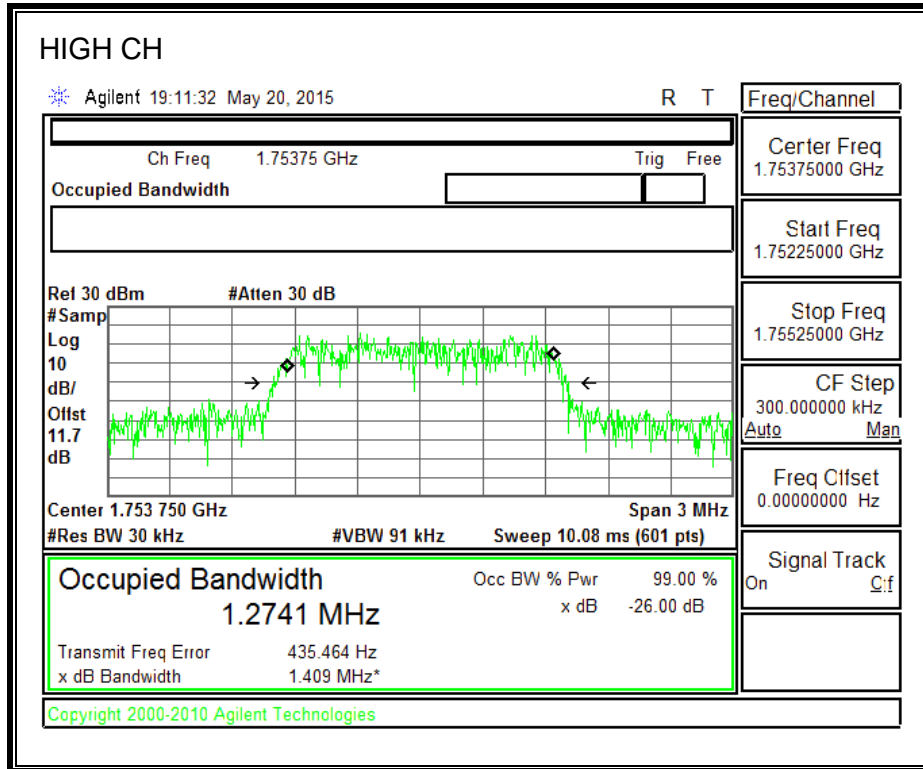 HIGH CH
Agilent 19:11:32 May 20, 2015 R T
Freq/Channel
Ch Freq 1.75375 GHz Trig Free
Occupied Bandwidth
Center Freq
1.75375000 GHz
Start Freq
1.75225000 GHz
Stop Freq
1.75525000 GHz
CF Step
300.000000 kHz
Auto Man
Freq Offset
0.00000000 Hz
Signal Track
On Off
Ref 30 dBm #Atten 30 dB
#Samp
Log
10
dB/
Offst
11.7
dB
Center 1.753 750 GHz Span 3 MHz
#Res BW 30 kHz #VBW 91 kHz Sweep 10.08 ms (601 pts)
Occupied Bandwidth
1.2741 MHz
Occ BW % Pwr 99.00 %
x dB -26.00 dB
Transmit Freq Error 435.464 Hz
x dB Bandwidth 1.409 MHz*
Copyright 2000-2010 Agilent Technologies